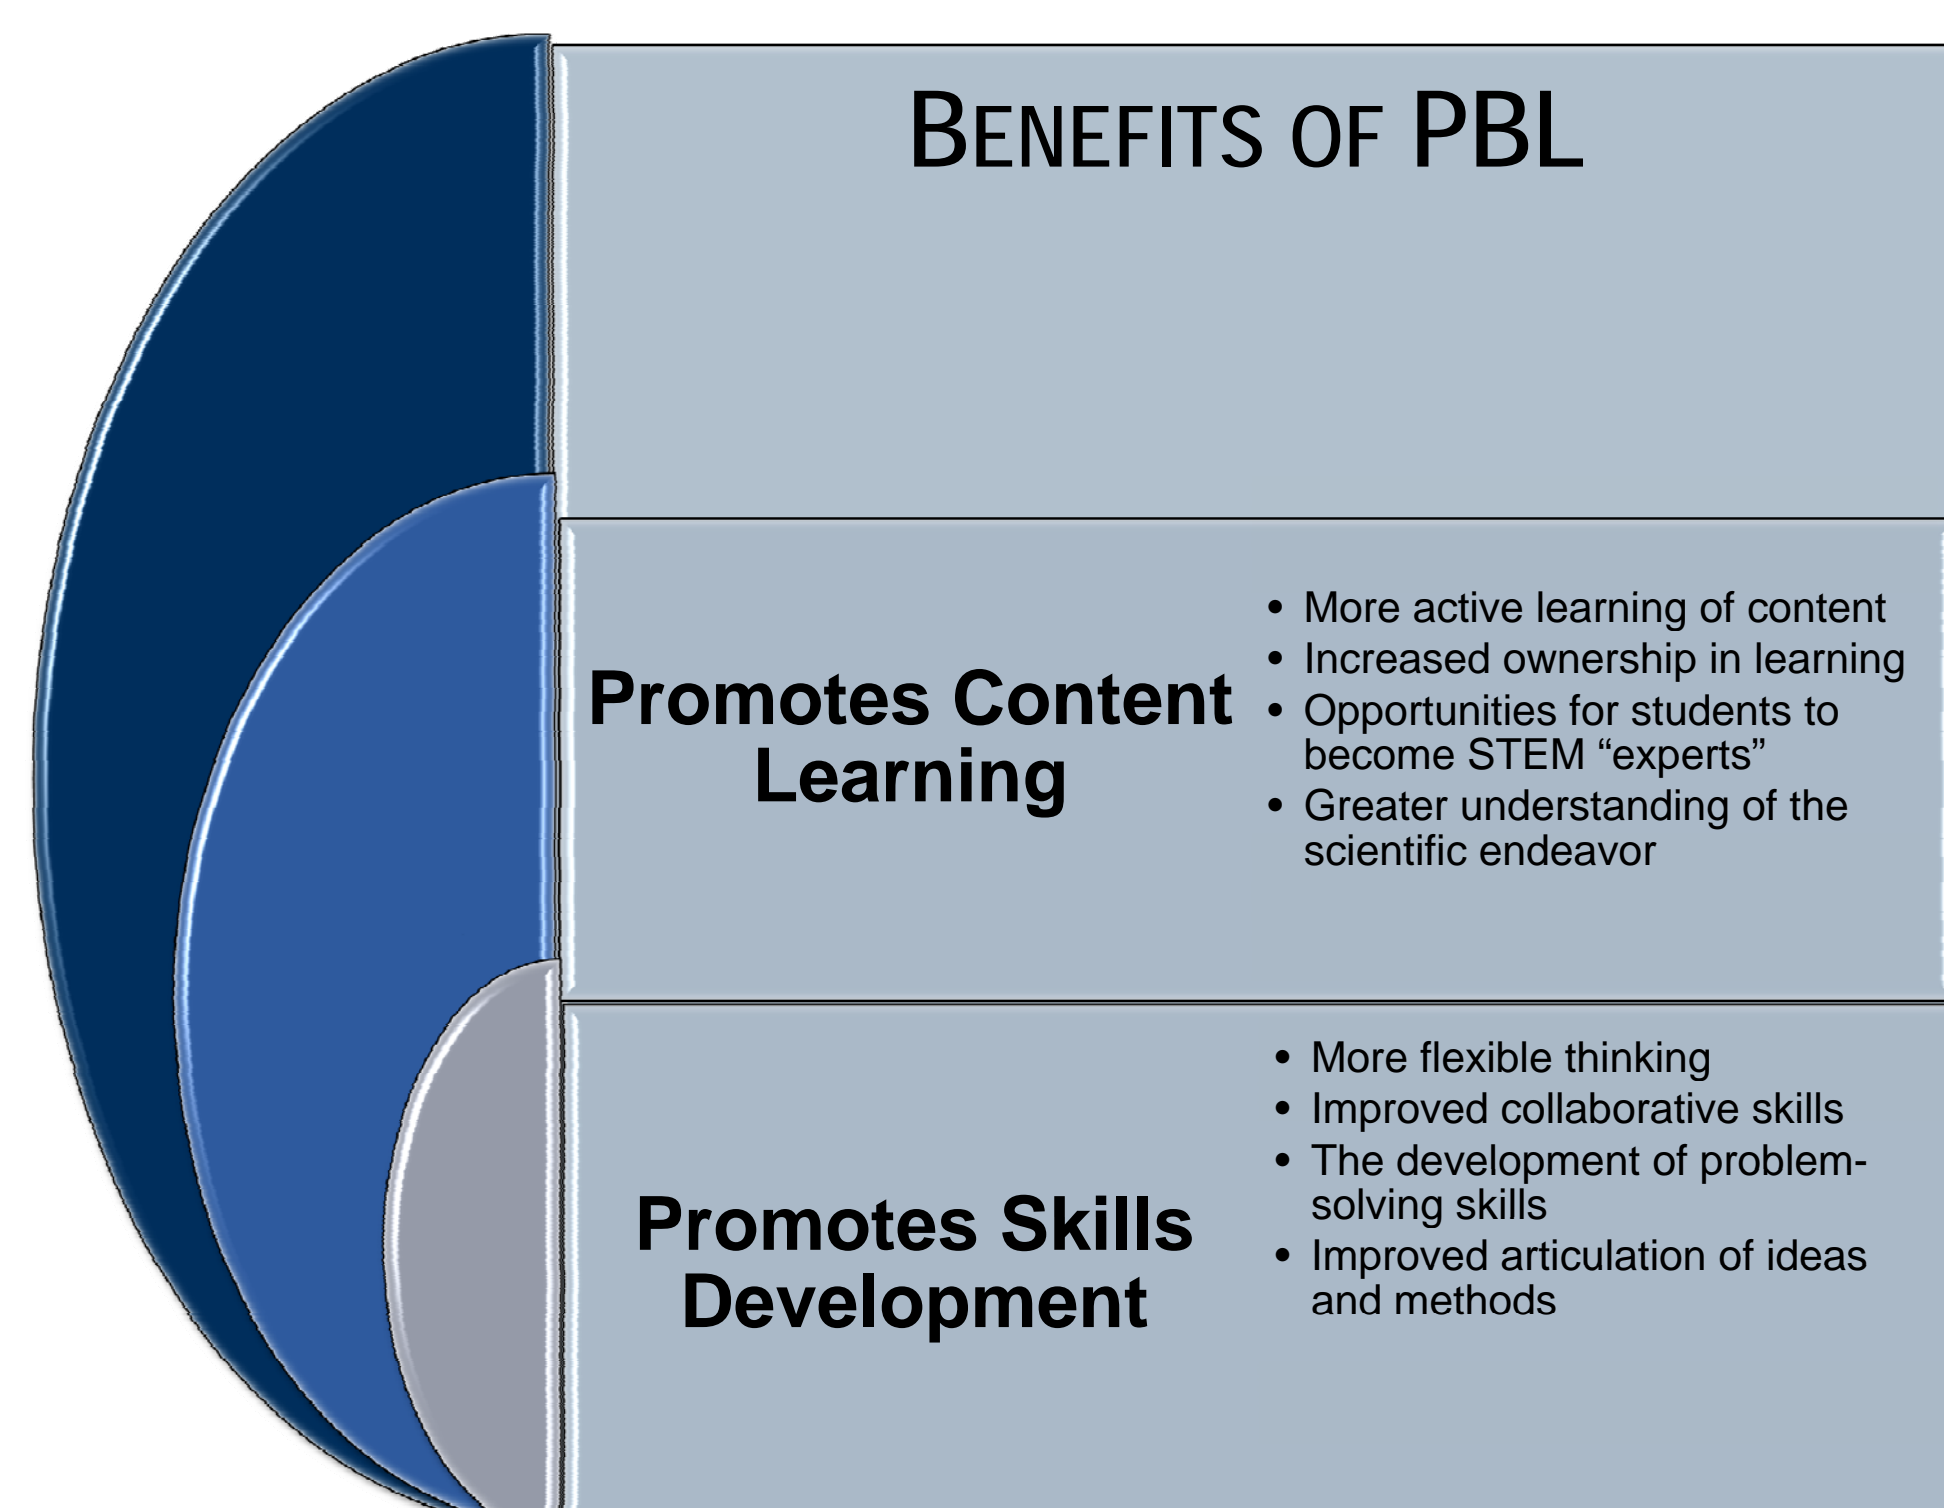 BENEFITS OF PBL
Promotes Content
Learning
• More active learning of content
• Increased ownership in learning
• Opportunities for students to
become STEM “experts”
• Greater understanding of the
scientific endeavor
Promotes Skills
Development
• More flexible thinking
• Improved collaborative skills
• The development of problem-
solving skills
• Improved articulation of ideas
and methods